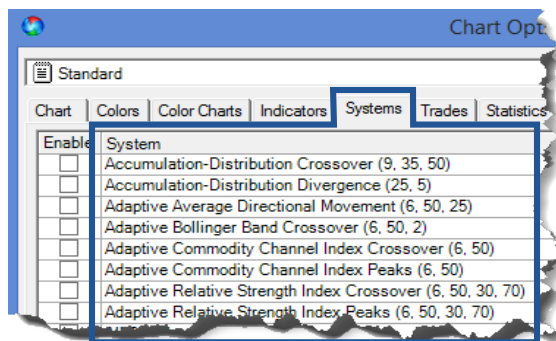 Chart Opt
Standard
Chart Colors Color Charts Indicators Systems Trades Statistics
Enable System
Accumulation-Distribution Crossover (9, 35, 50)
Accumulation-Distribution Divergence (25, 5)
Adaptive Average Directional Movement (6, 50, 25)
Adaptive Bollinger Band Crossover (6, 50, 2)
Adaptive Commodity Channel Index Crossover (6, 50)
Adaptive Commodity Channel Index Peaks (6, 50)
Adaptive Relative Strength Index Crossover (6, 50, 30, 70)
Adaptive Relative Strength Index Peaks (6, 50, 30, 70)